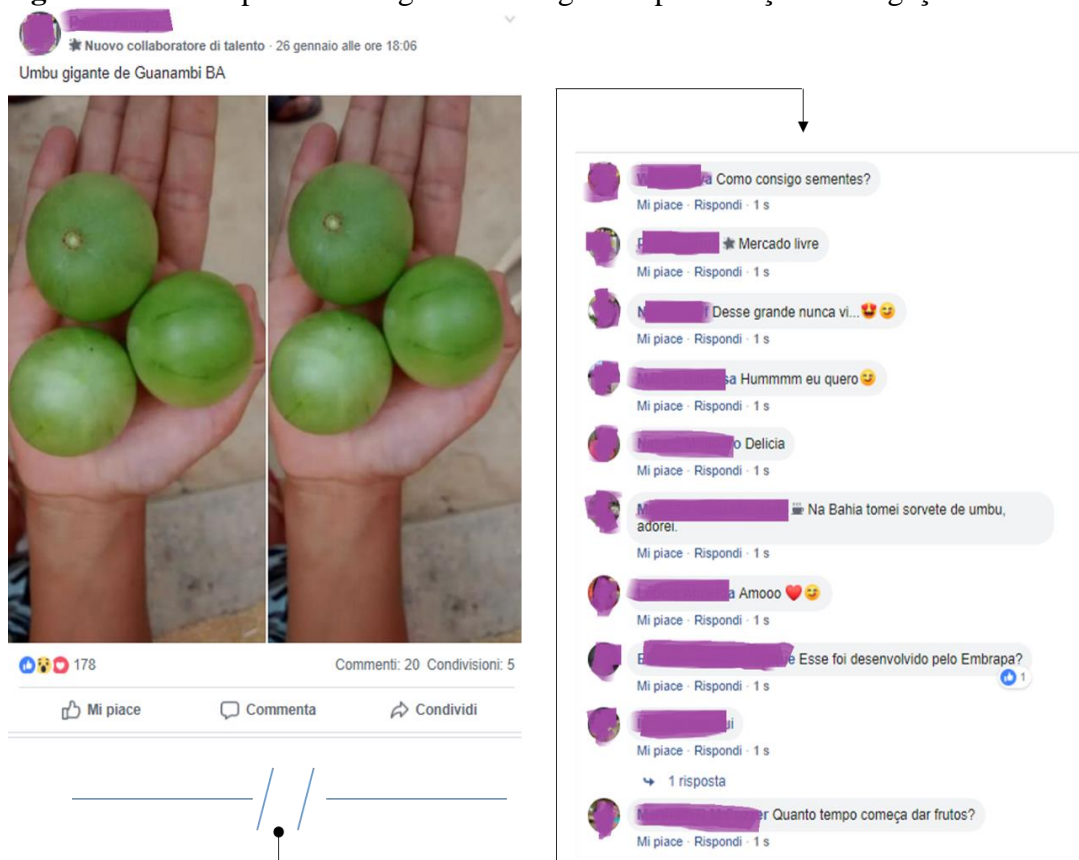 Nuovo collaboratore di talento · 26 gennaio alle ore 18:06
Umbu gigante de Guanambi BA
178
Commenti: 20 Condivisioni: 5
Mi piace
Commenta
Condividi
Como consigo sementes?
Mi piace · Rispondi · 1 s
Mercado livre
Mi piace · Rispondi · 1 s
Desse grande nunca vi...😍😊
Mi piace · Rispondi · 1 s
Hummmm eu quero😊
Mi piace · Rispondi · 1 s
Delicia
Mi piace · Rispondi · 1 s
Na Bahia tomei sorvete de umbu,
adorei.
Mi piace · Rispondi · 1 s
Amooo ❤️😊
Mi piace · Rispondi · 1 s
Esse foi desenvolvido pelo Embrapa?
1
Mi piace · Rispondi · 1 s
Mi piace · Rispondi · 1 s
1 risposta
Quanto tempo começa dar frutos?
Mi piace · Rispondi · 1 s